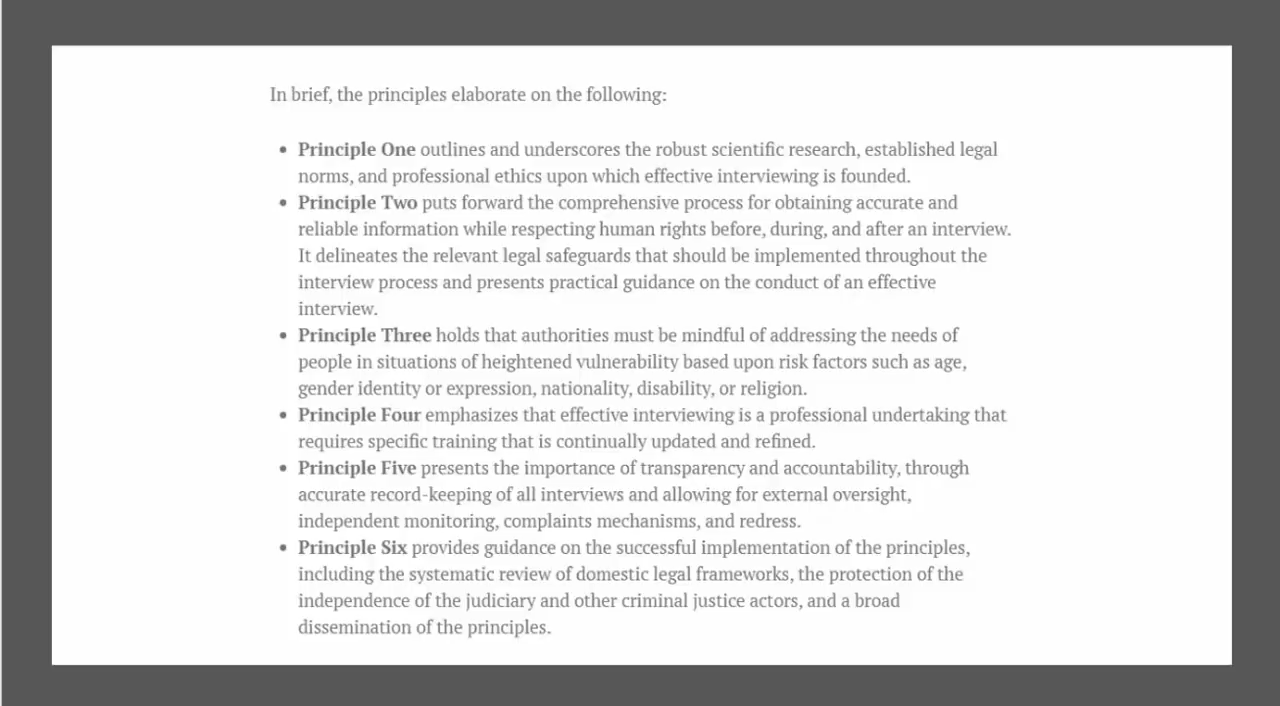 In brief, the principles elaborate on the following:
• Principle One outlines and underscores the robust scientific research, established legal
norms, and professional ethics upon which effective interviewing is founded.
• Principle Two puts forward the comprehensive process for obtaining accurate and
reliable information while respecting human rights before, during, and after an interview.
It delineates the relevant legal safeguards that should be implemented throughout the
interview process and presents practical guidance on the conduct of an effective
interview.
• Principle Three holds that authorities must be mindful of addressing the needs of
people in situations of heightened vulnerability based upon risk factors such as age,
gender identity or expression, nationality, disability, or religion.
• Principle Four emphasizes that effective interviewing is a professional undertaking that
requires specific training that is continually updated and refined.
• Principle Five presents the importance of transparency and accountability, through
accurate record-keeping of all interviews and allowing for external oversight,
independent monitoring, complaints mechanisms, and redress.
• Principle Six provides guidance on the successful implementation of the principles,
including the systematic review of domestic legal frameworks, the protection of the
independence of the judiciary and other criminal justice actors, and a broad
dissemination of the principles.